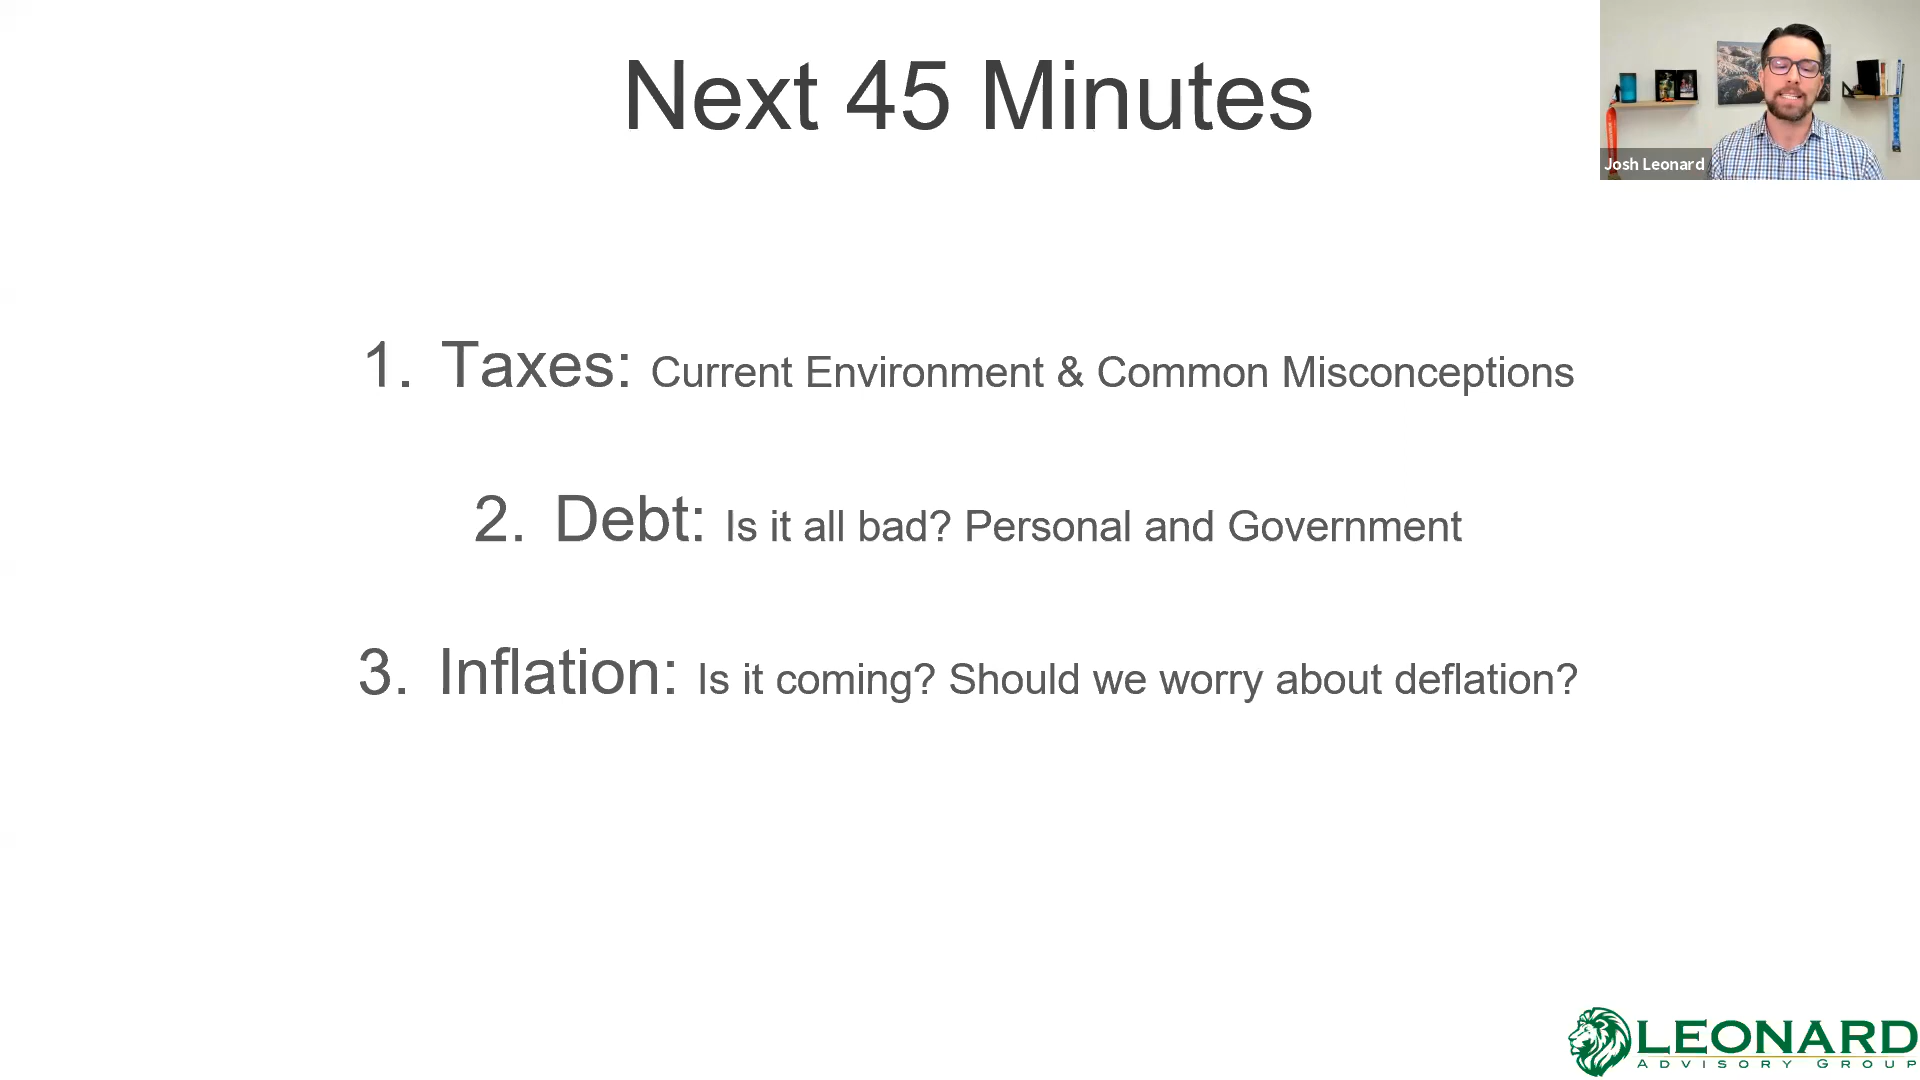 Next 45 Minutes
Josh Leonard
1. Taxes: Current Environment & Common Misconceptions
2. Debt: Is it all bad? Personal and Government
3. Inflation: Is it coming? Should we worry about deflation?
LEONARD
ADVISORY GROUP